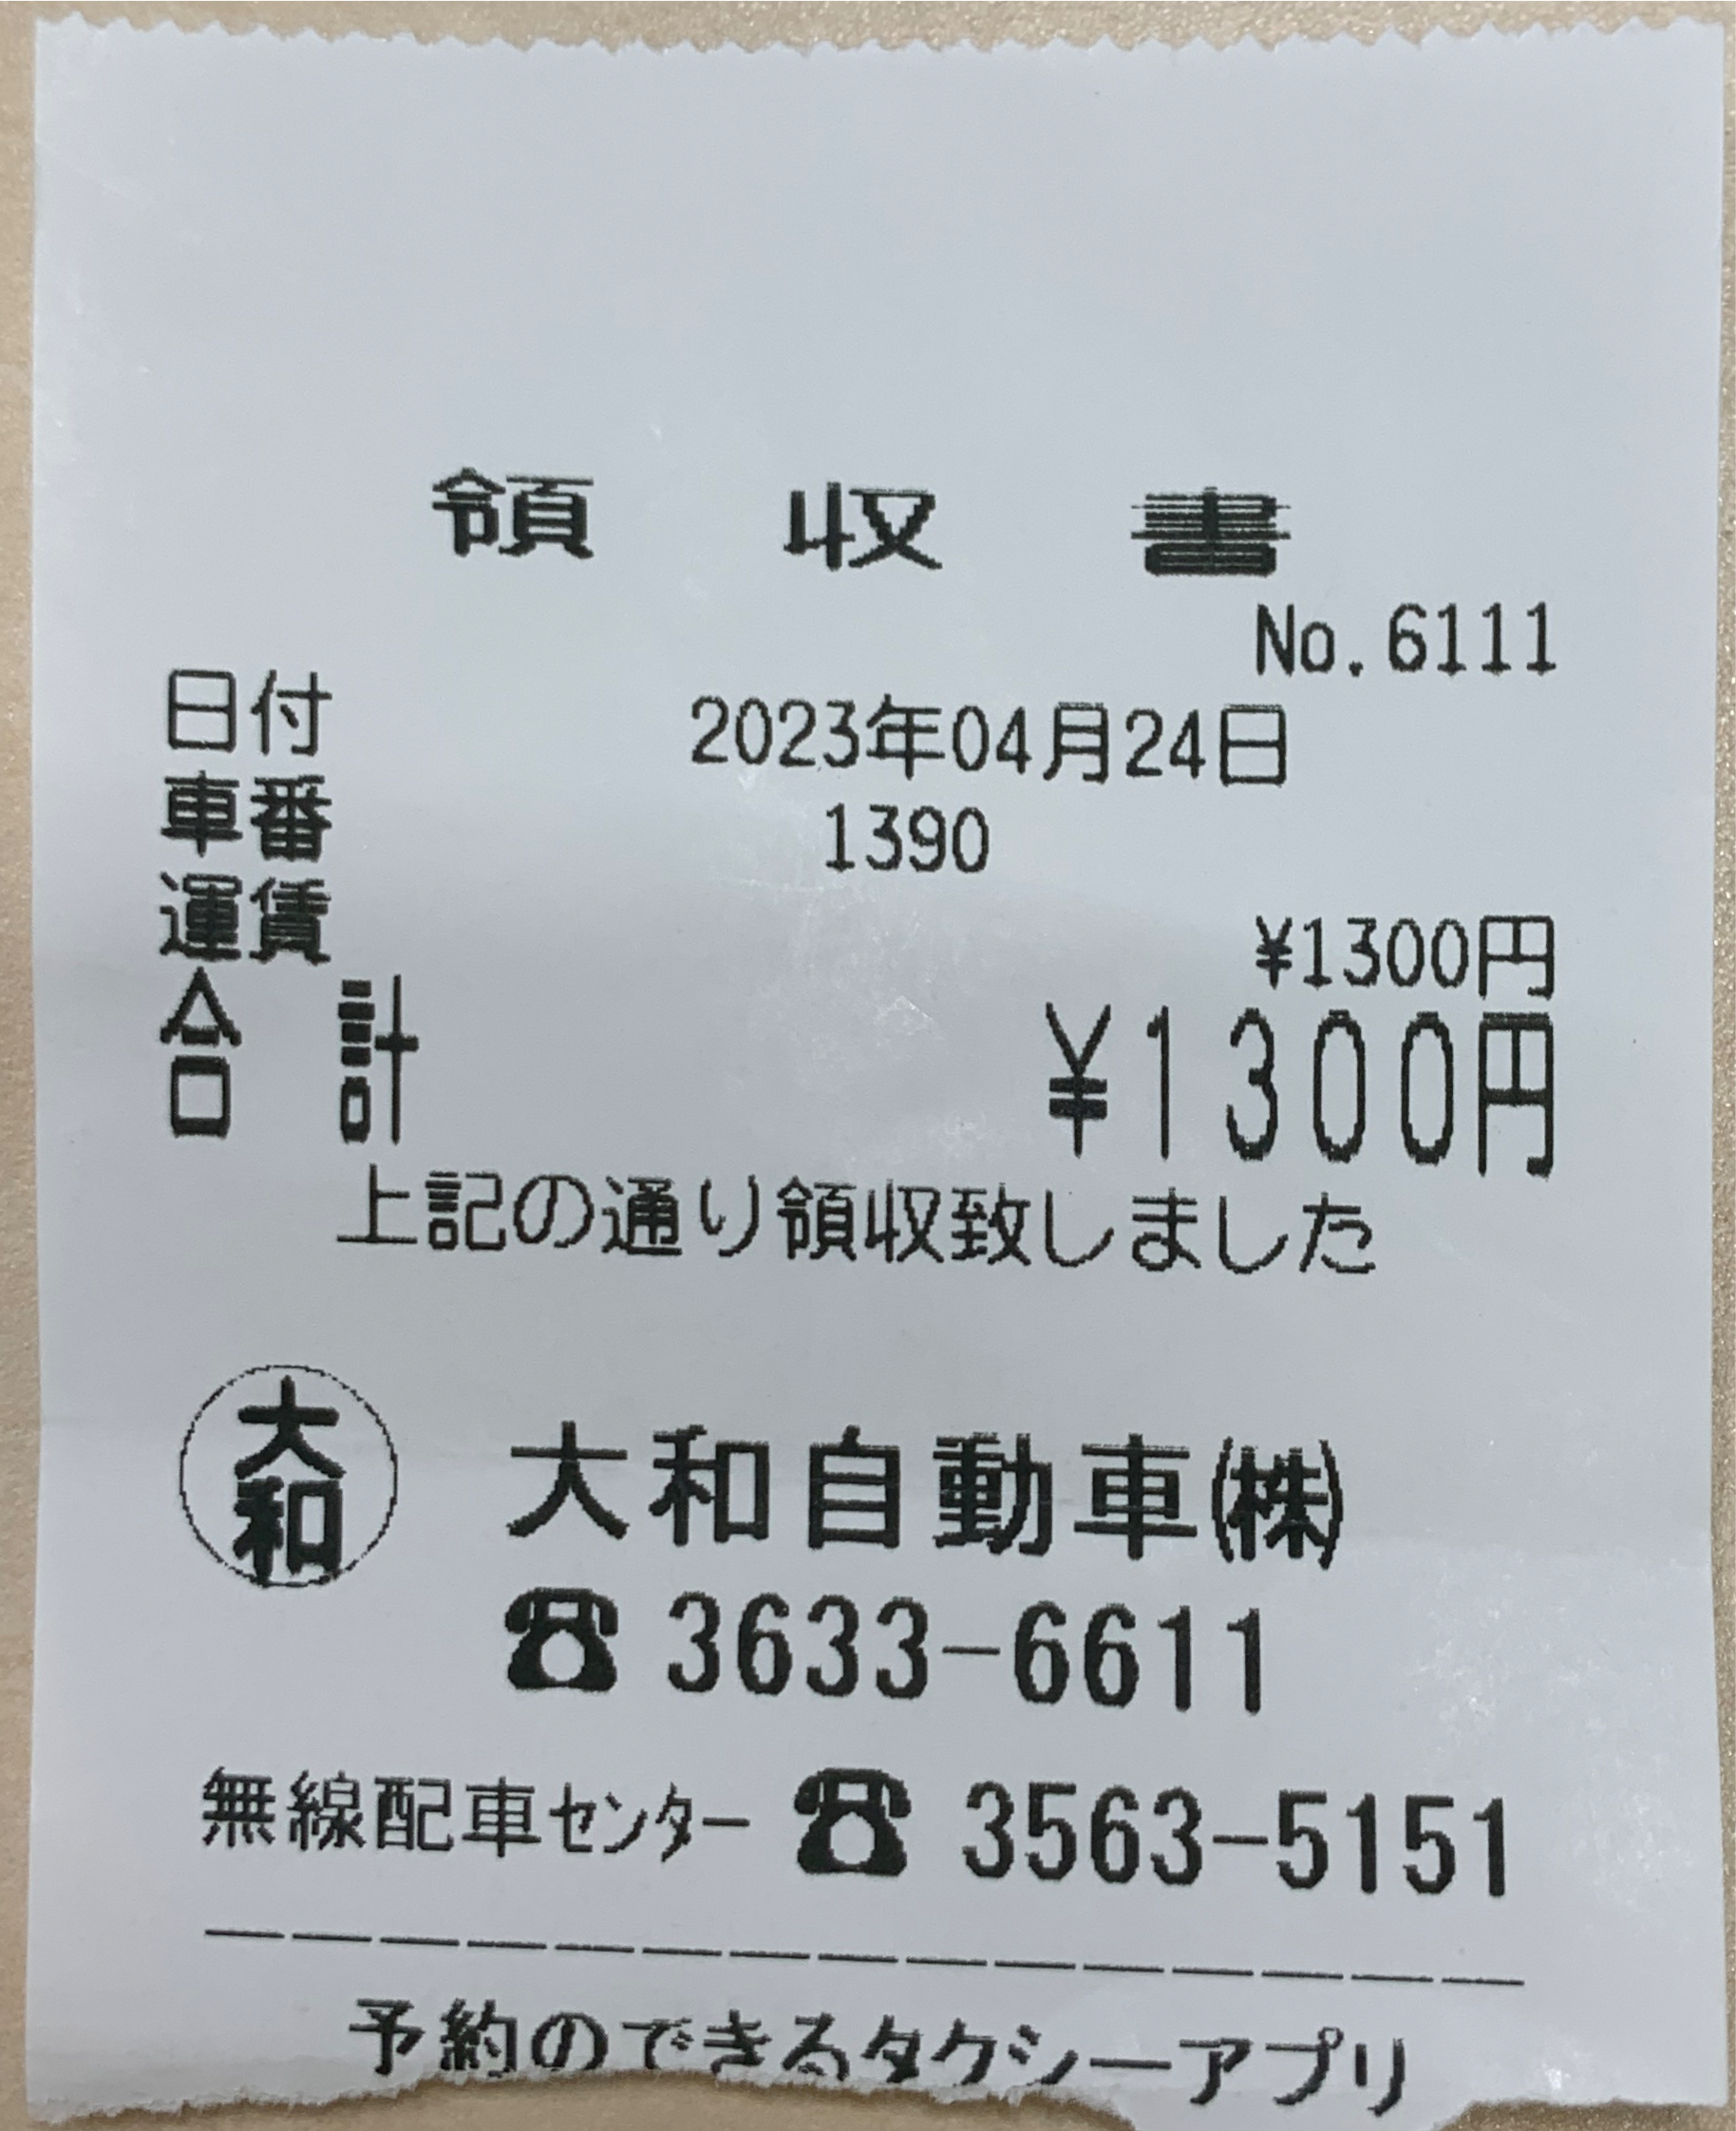 領収書
No.6111
日付 2023年04月24日
車番 1390
運賃 ¥1300円
合計 ¥1300円
上記の通り領収致しました
大和
大和自動車㈱
☎ 3633-6611
無線配車ｾﾝﾀｰ ☎ 3563-5151
予約のできるタクシーアプリ